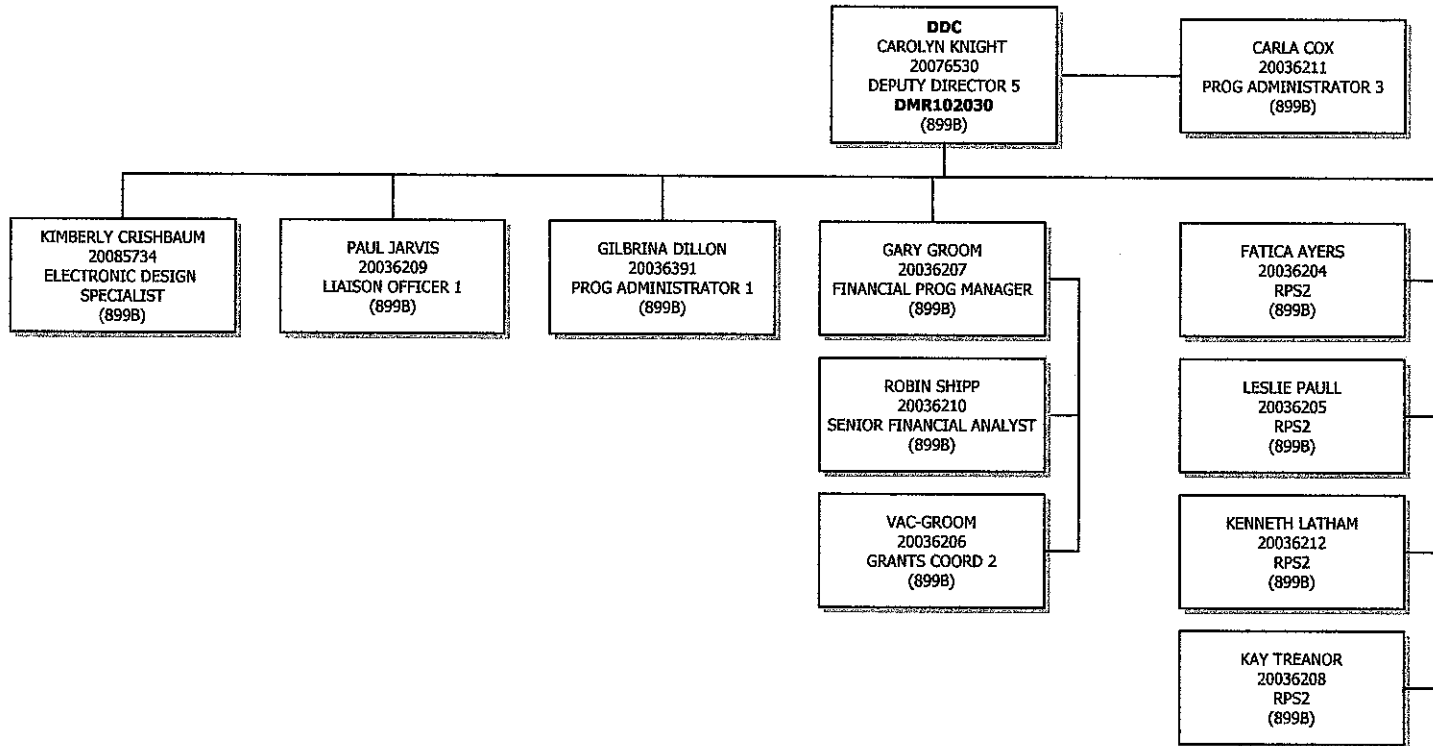 DDC
CAROLYN KNIGHT
20076530
DEPUTY DIRECTOR 5
DMR102030
(899B)
CARLA COX
20036211
PROG ADMINISTRATOR 3
(899B)
KIMBERLY CRISHBAUM
20085734
ELECTRONIC DESIGN
SPECIALIST
(899B)
PAUL JARVIS
20036209
LIAISON OFFICER 1
(899B)
GILBRINA DILLON
20036391
PROG ADMINISTRATOR 1
(899B)
GARY GROOM
20036207
FINANCIAL PROG MANAGER
(899B)
ROBIN SHIPP
20036210
SENIOR FINANCIAL ANALYST
(899B)
VAC-GROOM
20036206
GRANTS COORD 2
(899B)
FATICA AYERS
20036204
RPS2
(899B)
LESLIE PAULL
20036205
RPS2
(899B)
KENNETH LATHAM
20036212
RPS2
(899B)
KAY TREANOR
20036208
RPS2
(899B)